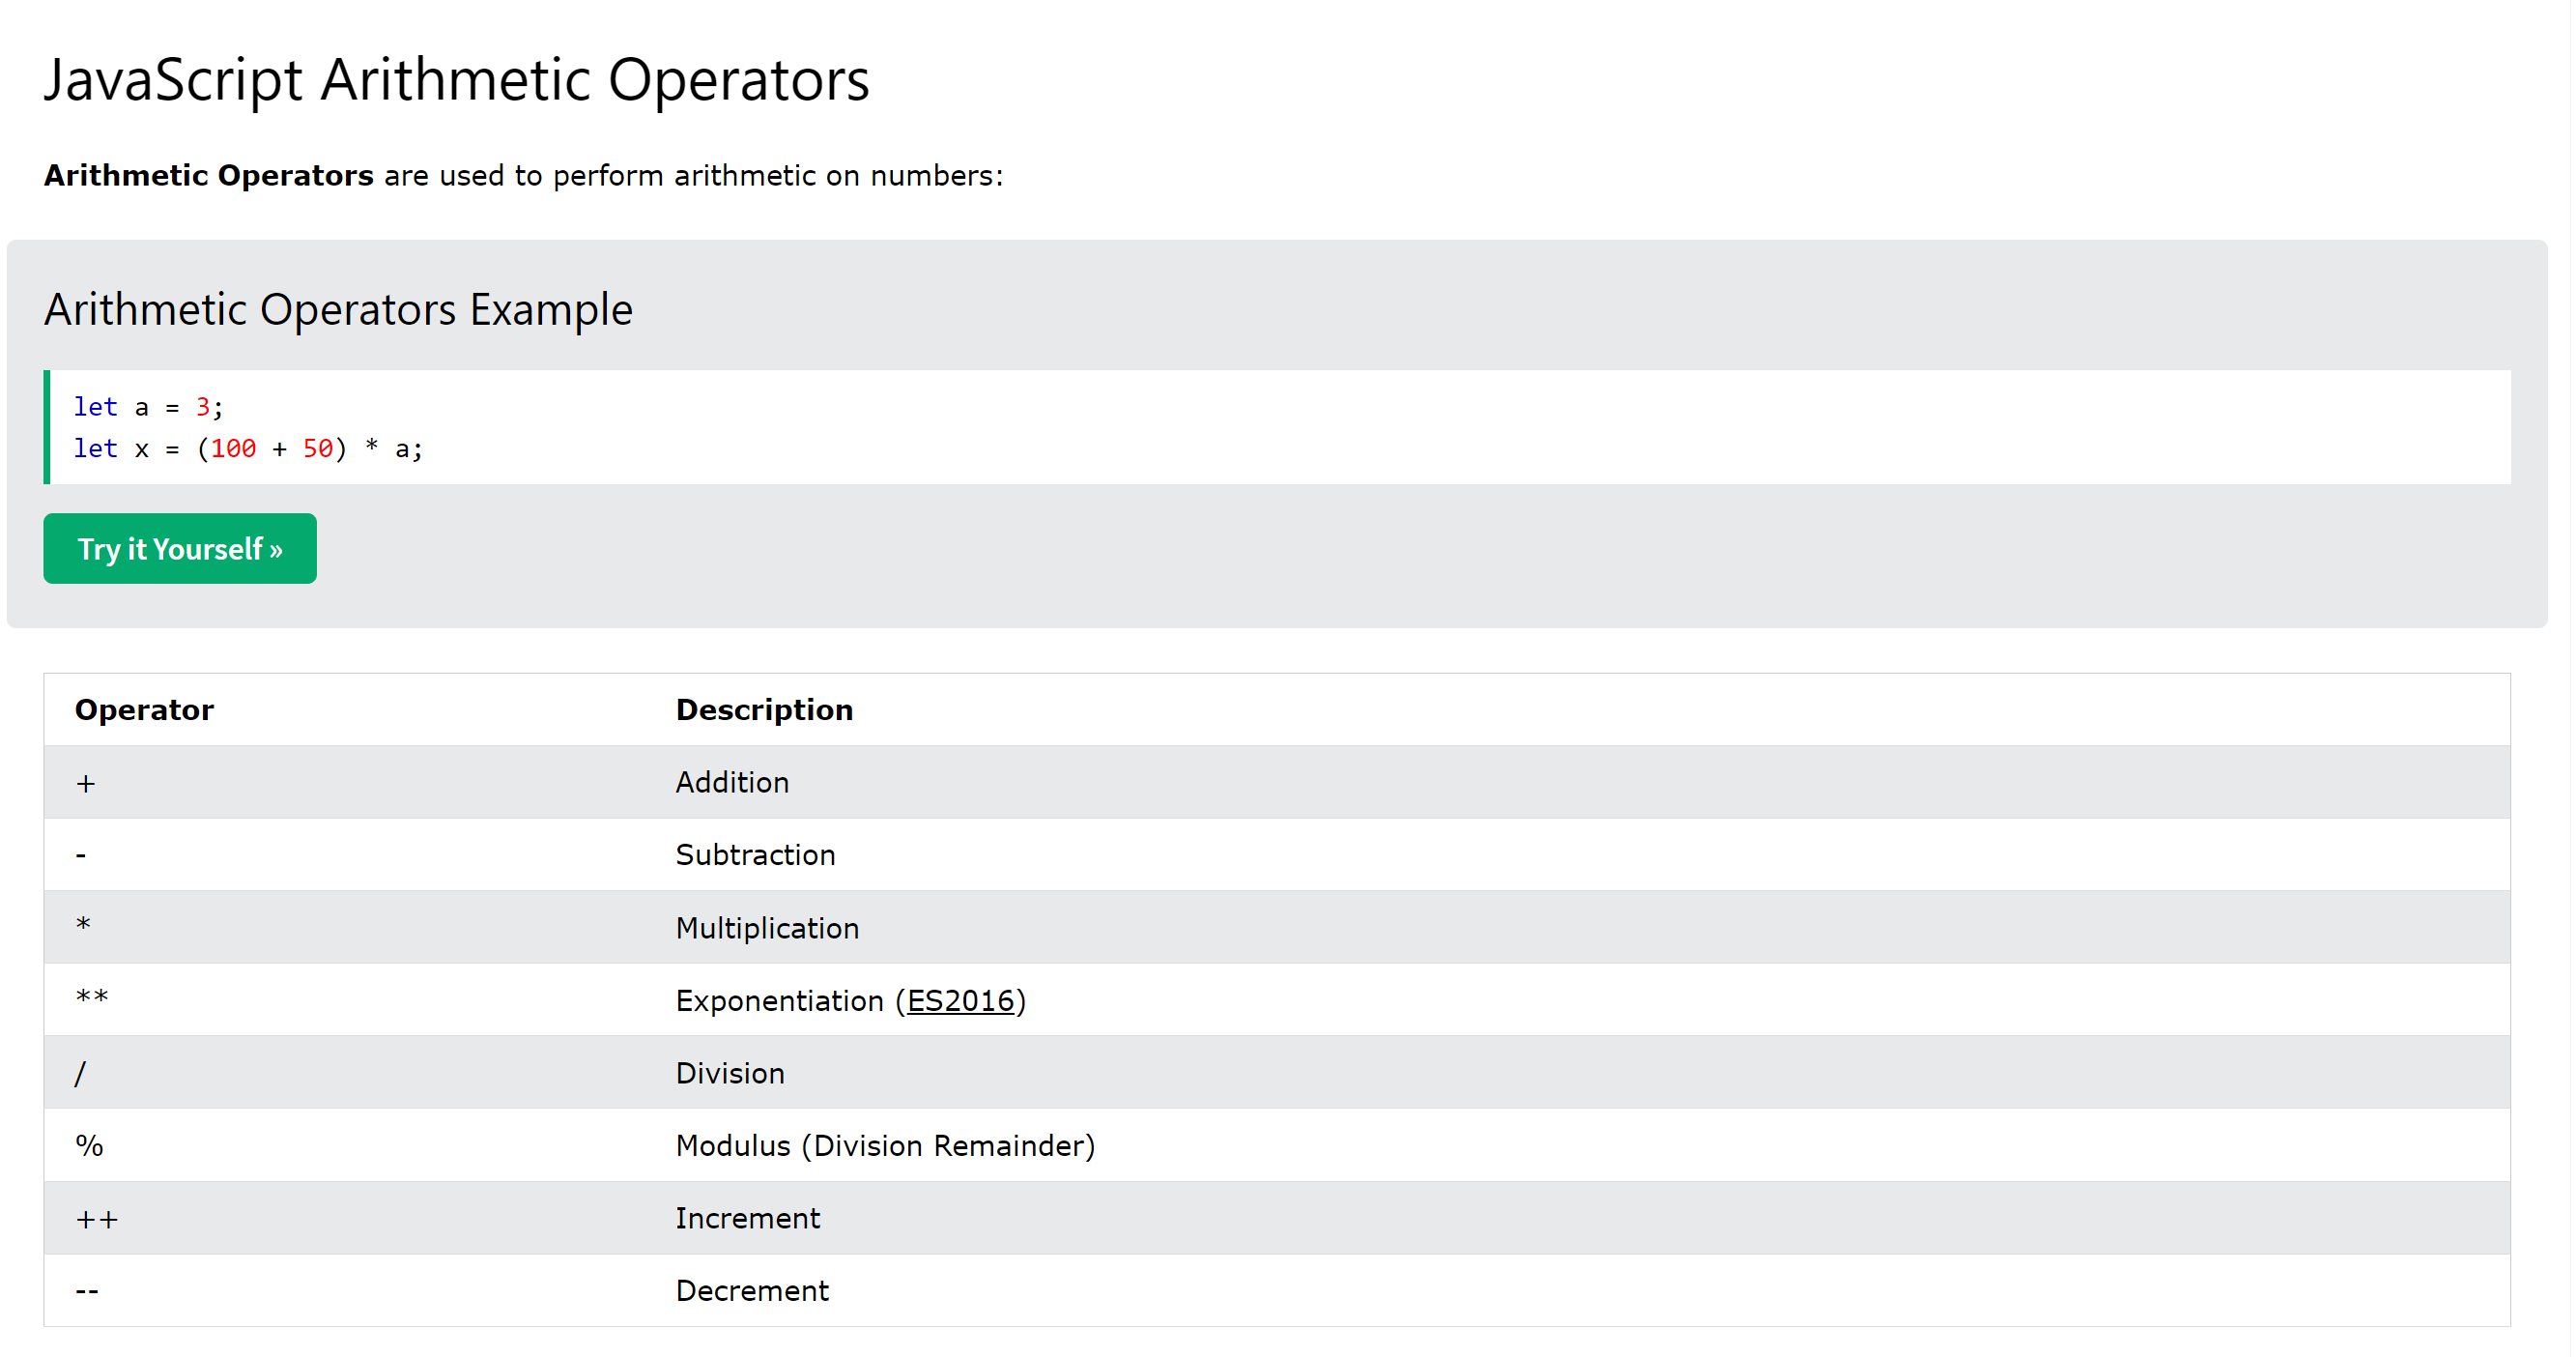 JavaScript Arithmetic Operators
Arithmetic Operators are used to perform arithmetic on numbers:
Arithmetic Operators Example
let a = 3;
let x = (100 + 50) * a;
Try it Yourself »
Operator Description
+ Addition
- Subtraction
* Multiplication
** Exponentiation (ES2016)
/ Division
% Modulus (Division Remainder)
++ Increment
-- Decrement